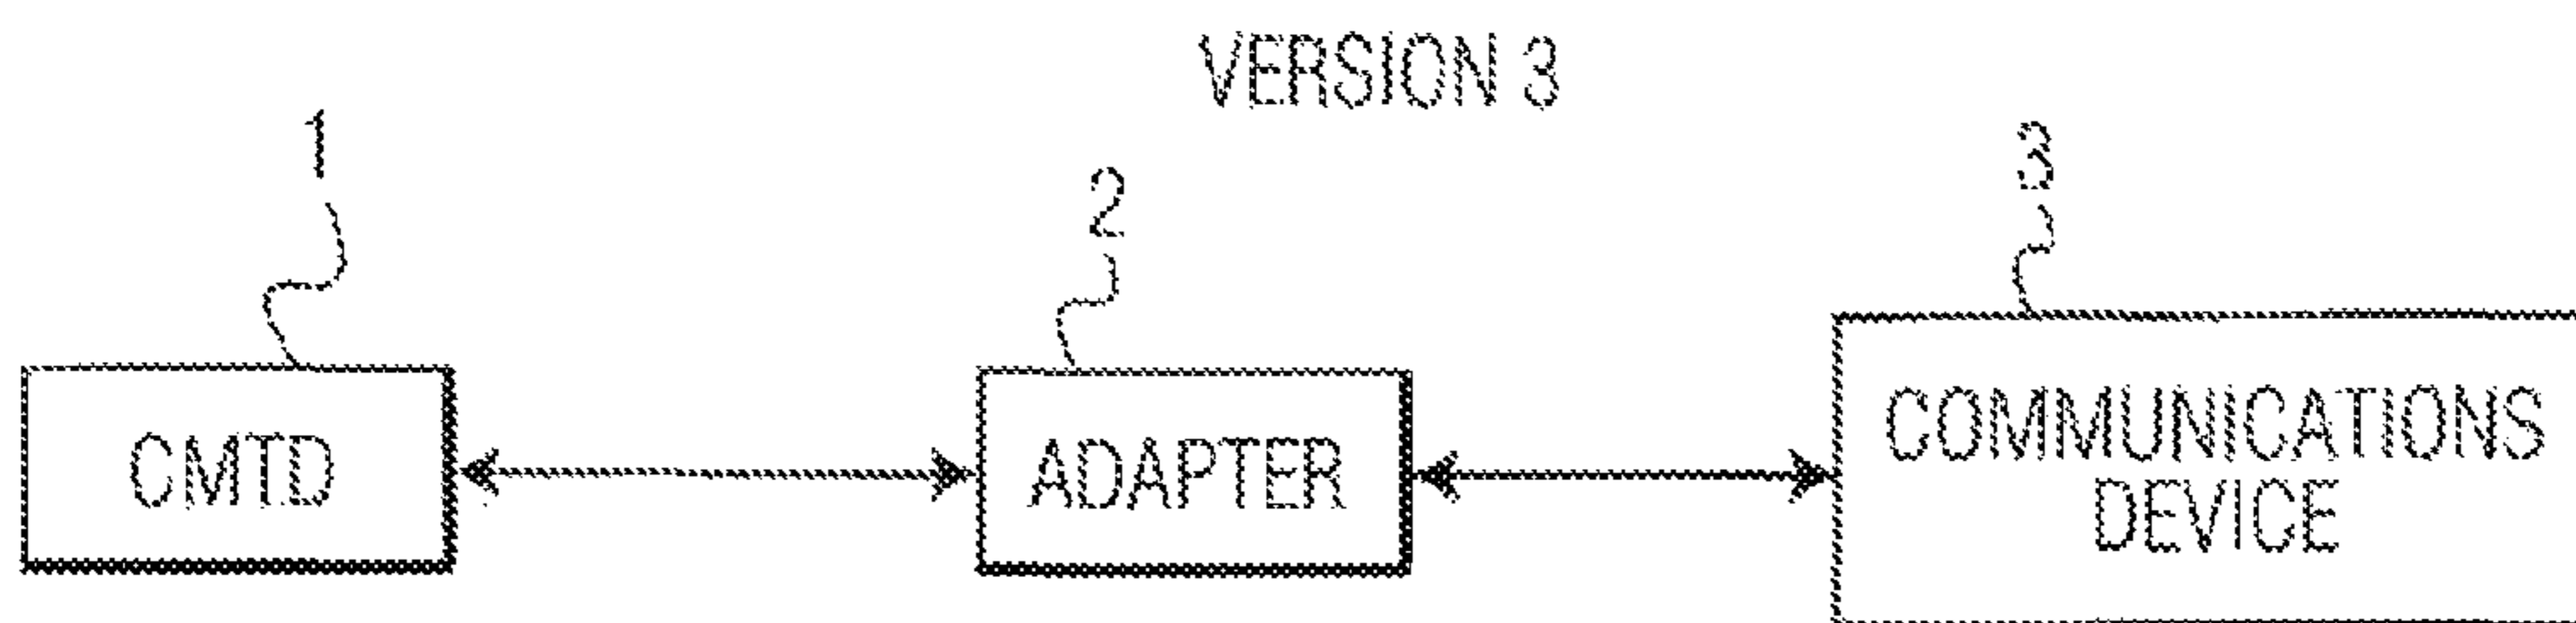 VERSION 3
1
2
3
CMTD
ADAPTER
COMMUNICATIONS
DEVICE